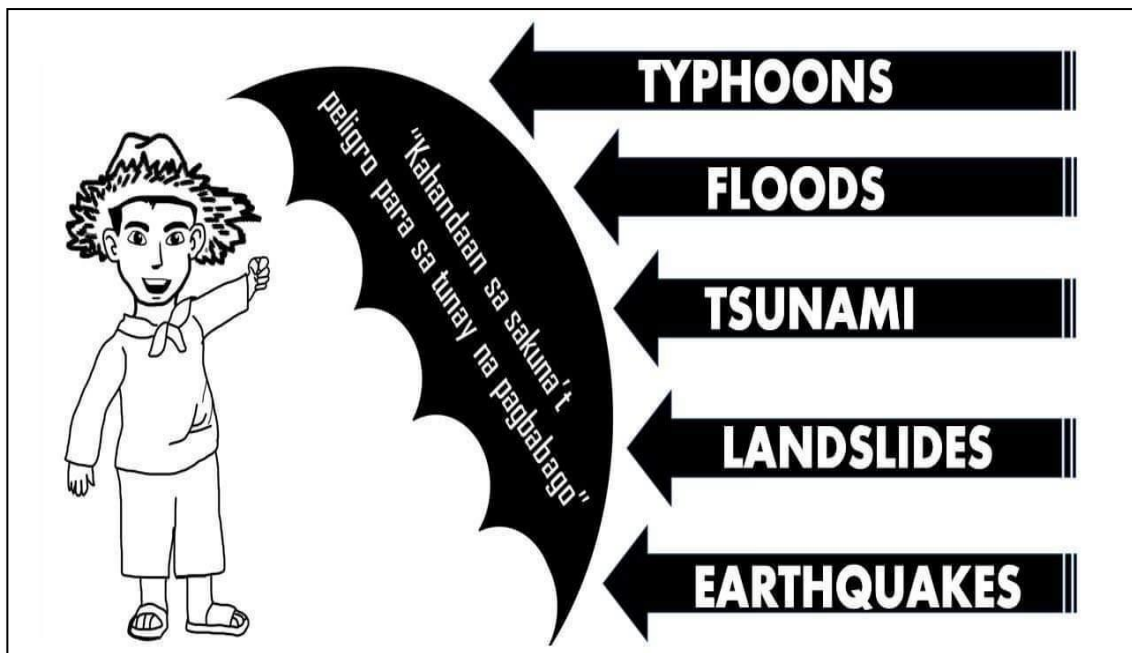 "Kahandaan sa sakuna't
peligro para sa tunay na pagbabago"
TYPHOONS
FLOODS
TSUNAMI
LANDSLIDES
EARTHQUAKES